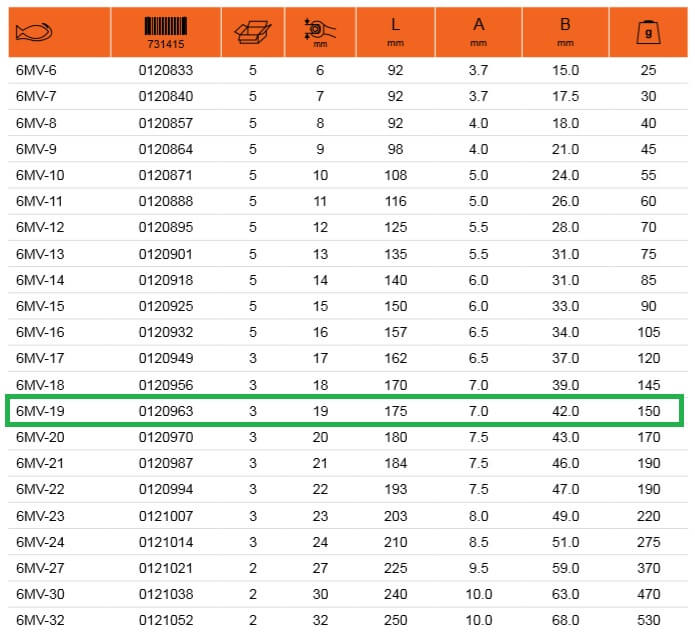 731415 mm L mm A mm B mm g
6MV-6 0120833 5 6 92 3.7 15.0 25
6MV-7 0120840 5 7 92 3.7 17.5 30
6MV-8 0120857 5 8 92 4.0 18.0 40
6MV-9 0120864 5 9 98 4.0 21.0 45
6MV-10 0120871 5 10 108 5.0 24.0 55
6MV-11 0120888 5 11 116 5.0 26.0 60
6MV-12 0120895 5 12 125 5.5 28.0 70
6MV-13 0120901 5 13 135 5.5 31.0 75
6MV-14 0120918 5 14 140 6.0 31.0 85
6MV-15 0120925 5 15 150 6.0 33.0 90
6MV-16 0120932 5 16 157 6.5 34.0 105
6MV-17 0120949 3 17 162 6.5 37.0 120
6MV-18 0120956 3 18 170 7.0 39.0 145
6MV-19 0120963 3 19 175 7.0 42.0 150
6MV-20 0120970 3 20 180 7.5 43.0 170
6MV-21 0120987 3 21 184 7.5 46.0 190
6MV-22 0120994 3 22 193 7.5 47.0 190
6MV-23 0121007 3 23 203 8.0 49.0 220
6MV-24 0121014 3 24 210 8.5 51.0 275
6MV-27 0121021 2 27 225 9.5 59.0 370
6MV-30 0121038 2 30 240 10.0 63.0 470
6MV-32 0121052 2 32 250 10.0 68.0 530